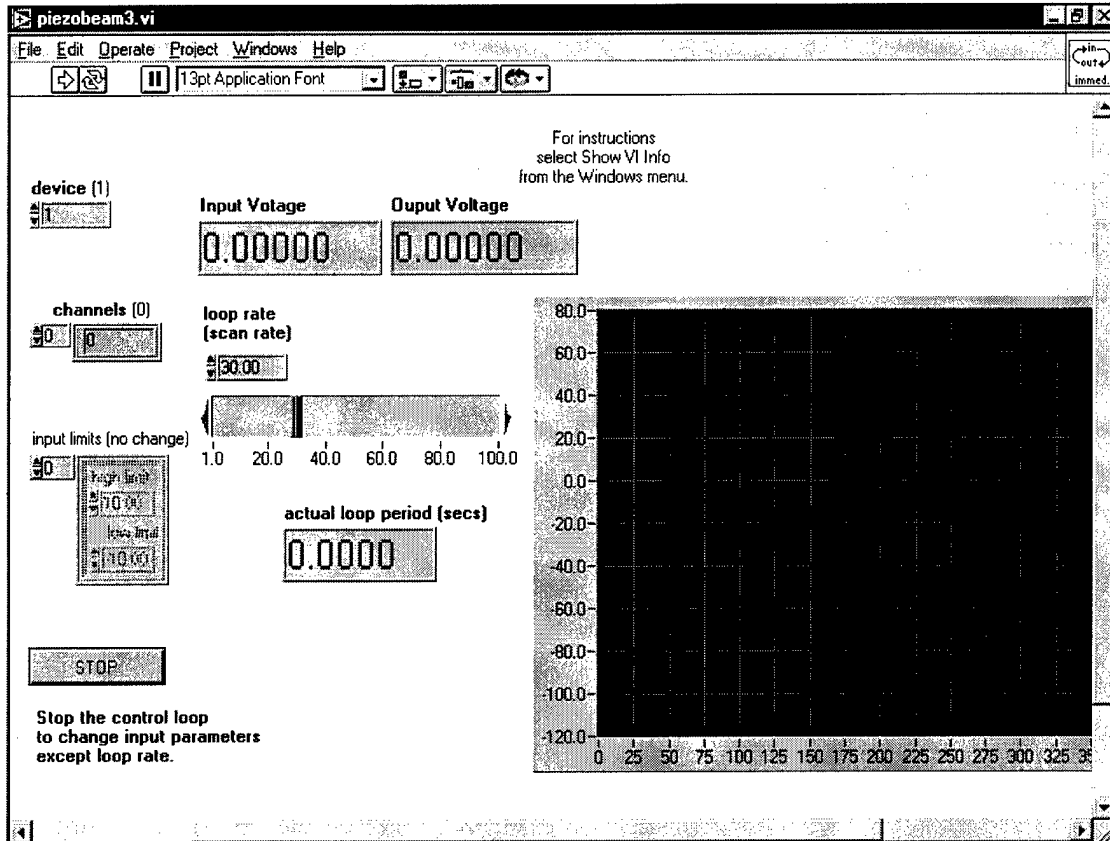 piezobeam3.vi
File Edit Operate Project Windows Help
13pt Application Font
in
out
immed.
For instructions
select Show VI Info
from the Windows menu.
device (1)
1
Input Votage
0.00000
Ouput Voltage
0.00000
channels (0)
0
0
loop rate
(scan rate)
30.00
1.0 20.0 40.0 60.0 80.0 100.0
input limits (no change)
0
high limit
10.00
low limit
-10.00
actual loop period (secs)
0.0000
STOP
Stop the control loop
to change input parameters
except loop rate.
80.0
60.0
40.0
20.0
0.0
-20.0
-40.0
-60.0
-80.0
-100.0
-120.0
0 25 50 75 100 125 150 175 200 225 250 275 300 325